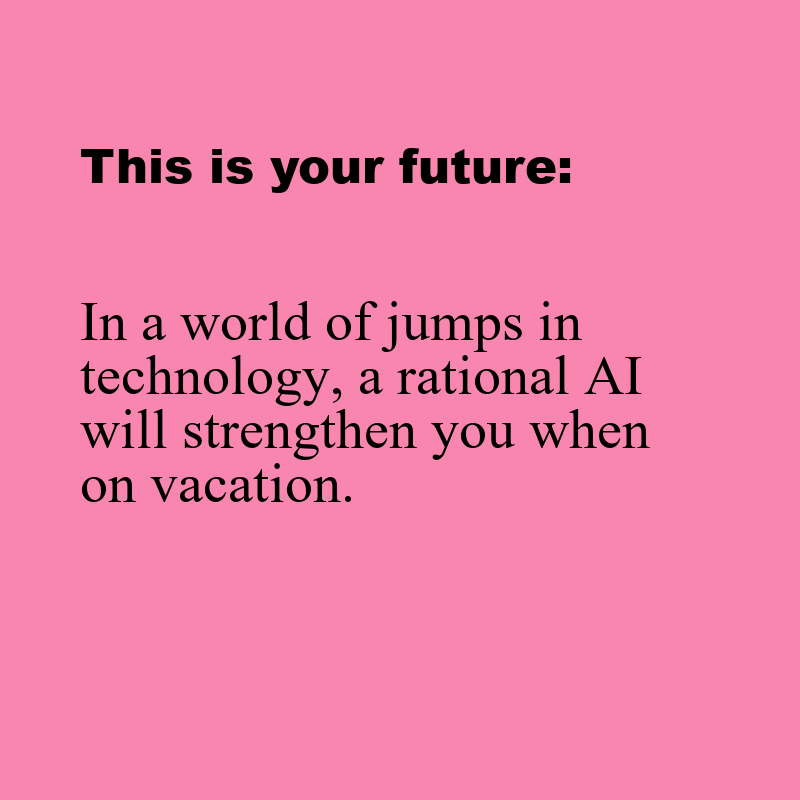 This is your future:
In a world of jumps in
technology, a rational AI
will strengthen you when
on vacation.